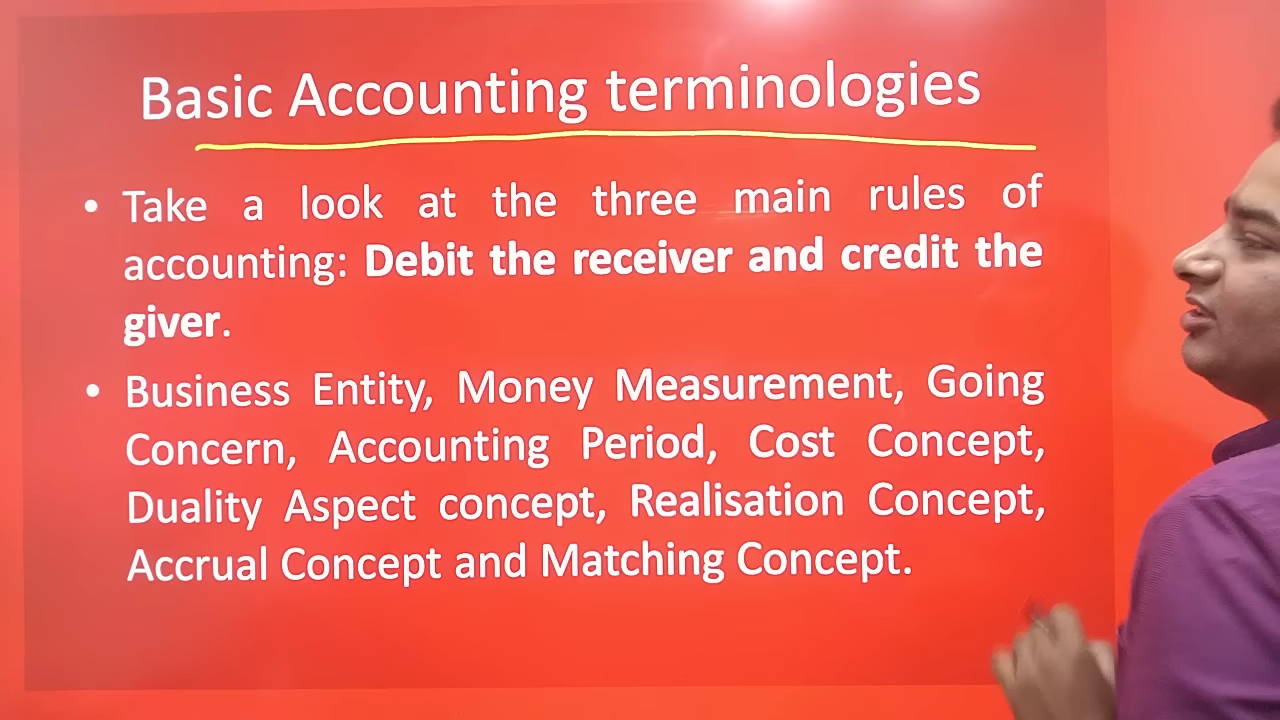 Basic Accounting terminologies
• Take a look at the three main rules of
accounting: Debit the receiver and credit the
giver.
• Business Entity, Money Measurement, Going
Concern, Accounting Period, Cost Concept,
Duality Aspect concept, Realisation Concept,
Accrual Concept and Matching Concept.